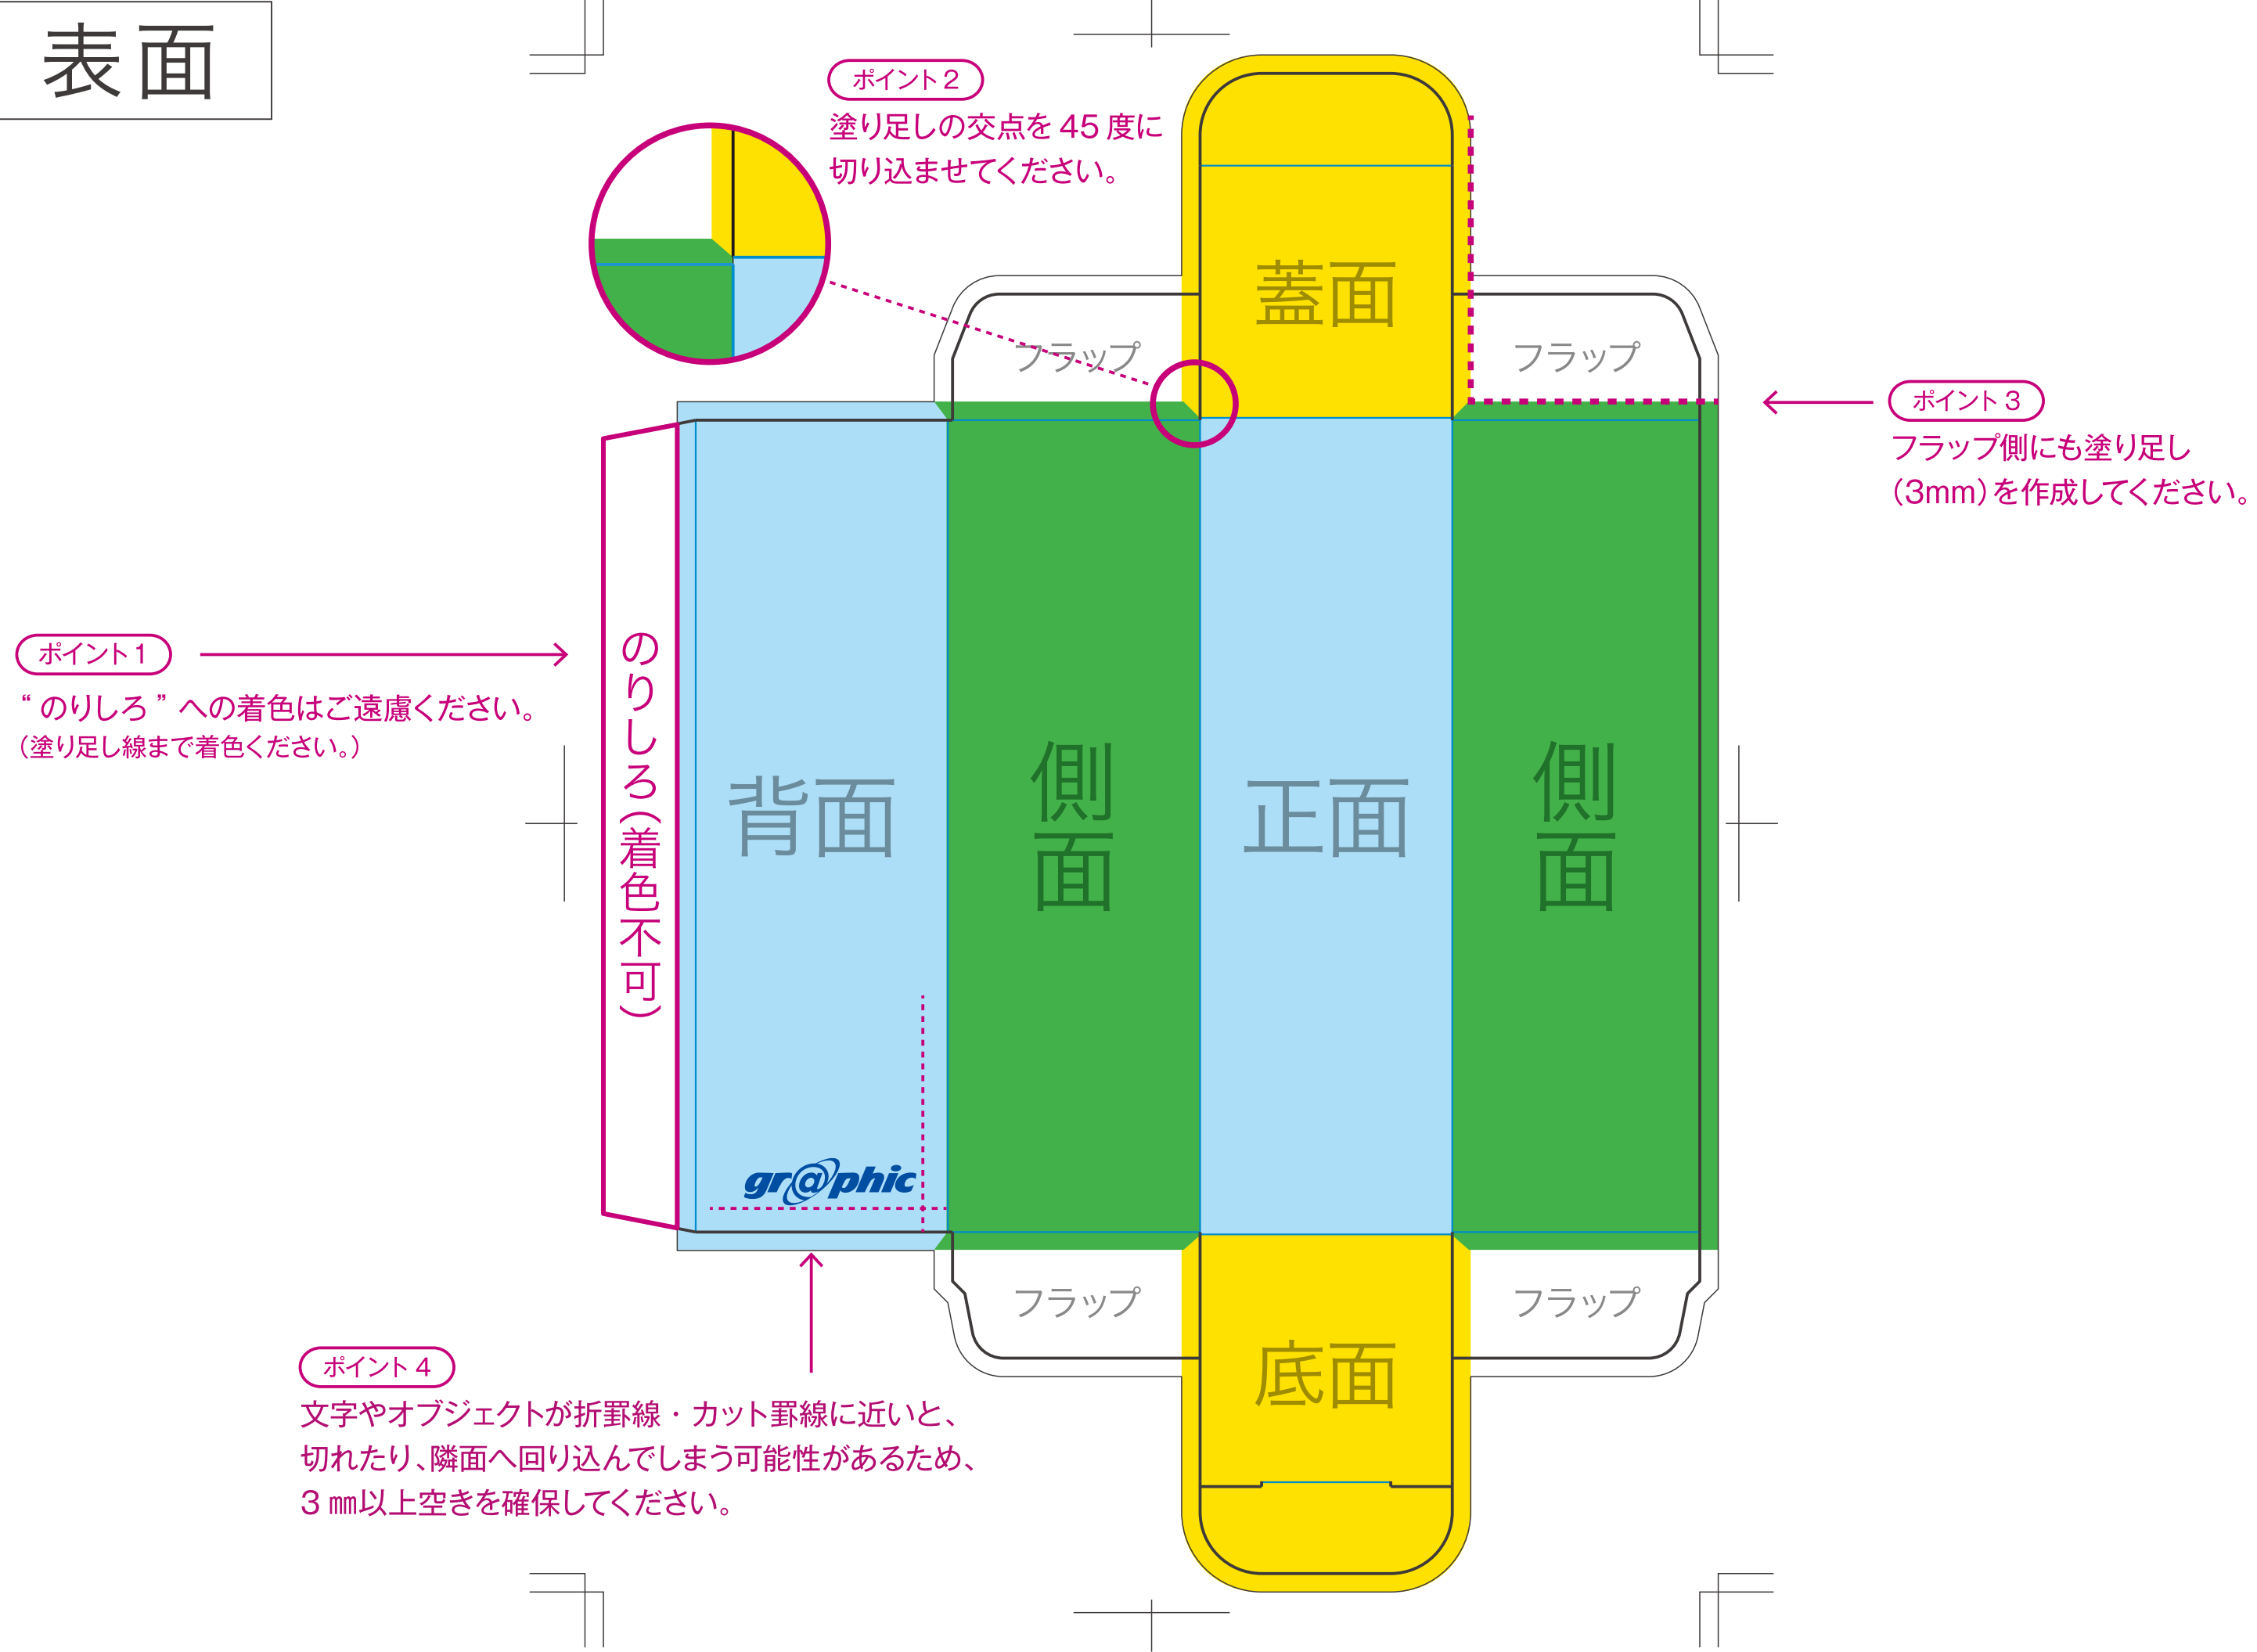 表面
ポイント 2
塗り足しの交点を 45 度に
切り込ませてください。
蓋面
フラップ
フラップ
ポイント 3
フラップ側にも塗り足し
（3mm）を作成してください。
ポイント 1
“ のりしろ ” への着色はご遠慮ください。
（塗り足し線まで着色ください。）
のりしろ（着色不可）
背面
側面
正面
側面
gr@phic
フラップ
フラップ
底面
ポイント 4
文字やオブジェクトが折罫線・カット罫線に近いと、
切れたり、隣面へ回り込んでしまう可能性があるため、
3 mm以上空きを確保してください。